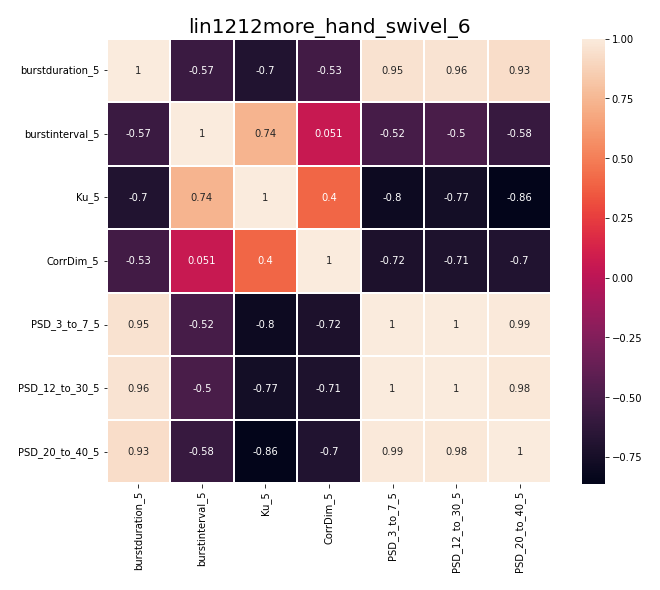 lin1212more_hand_swivel_6
burstduration_5 1 -0.57 -0.7 -0.53 0.95 0.96 0.93
burstinterval_5 -0.57 1 0.74 0.051 -0.52 -0.5 -0.58
Ku_5 -0.7 0.74 1 0.4 -0.8 -0.77 -0.86
CorrDim_5 -0.53 0.051 0.4 1 -0.72 -0.71 -0.7
PSD_3_to_7_5 0.95 -0.52 -0.8 -0.72 1 1 0.99
PSD_12_to_30_5 0.96 -0.5 -0.77 -0.71 1 1 0.98
PSD_20_to_40_5 0.93 -0.58 -0.86 -0.7 0.99 0.98 1
burstduration_5
burstinterval_5
Ku_5
CorrDim_5
PSD_3_to_7_5
PSD_12_to_30_5
PSD_20_to_40_5
1.00
0.75
0.50
0.25
0.00
−0.25
−0.50
−0.75